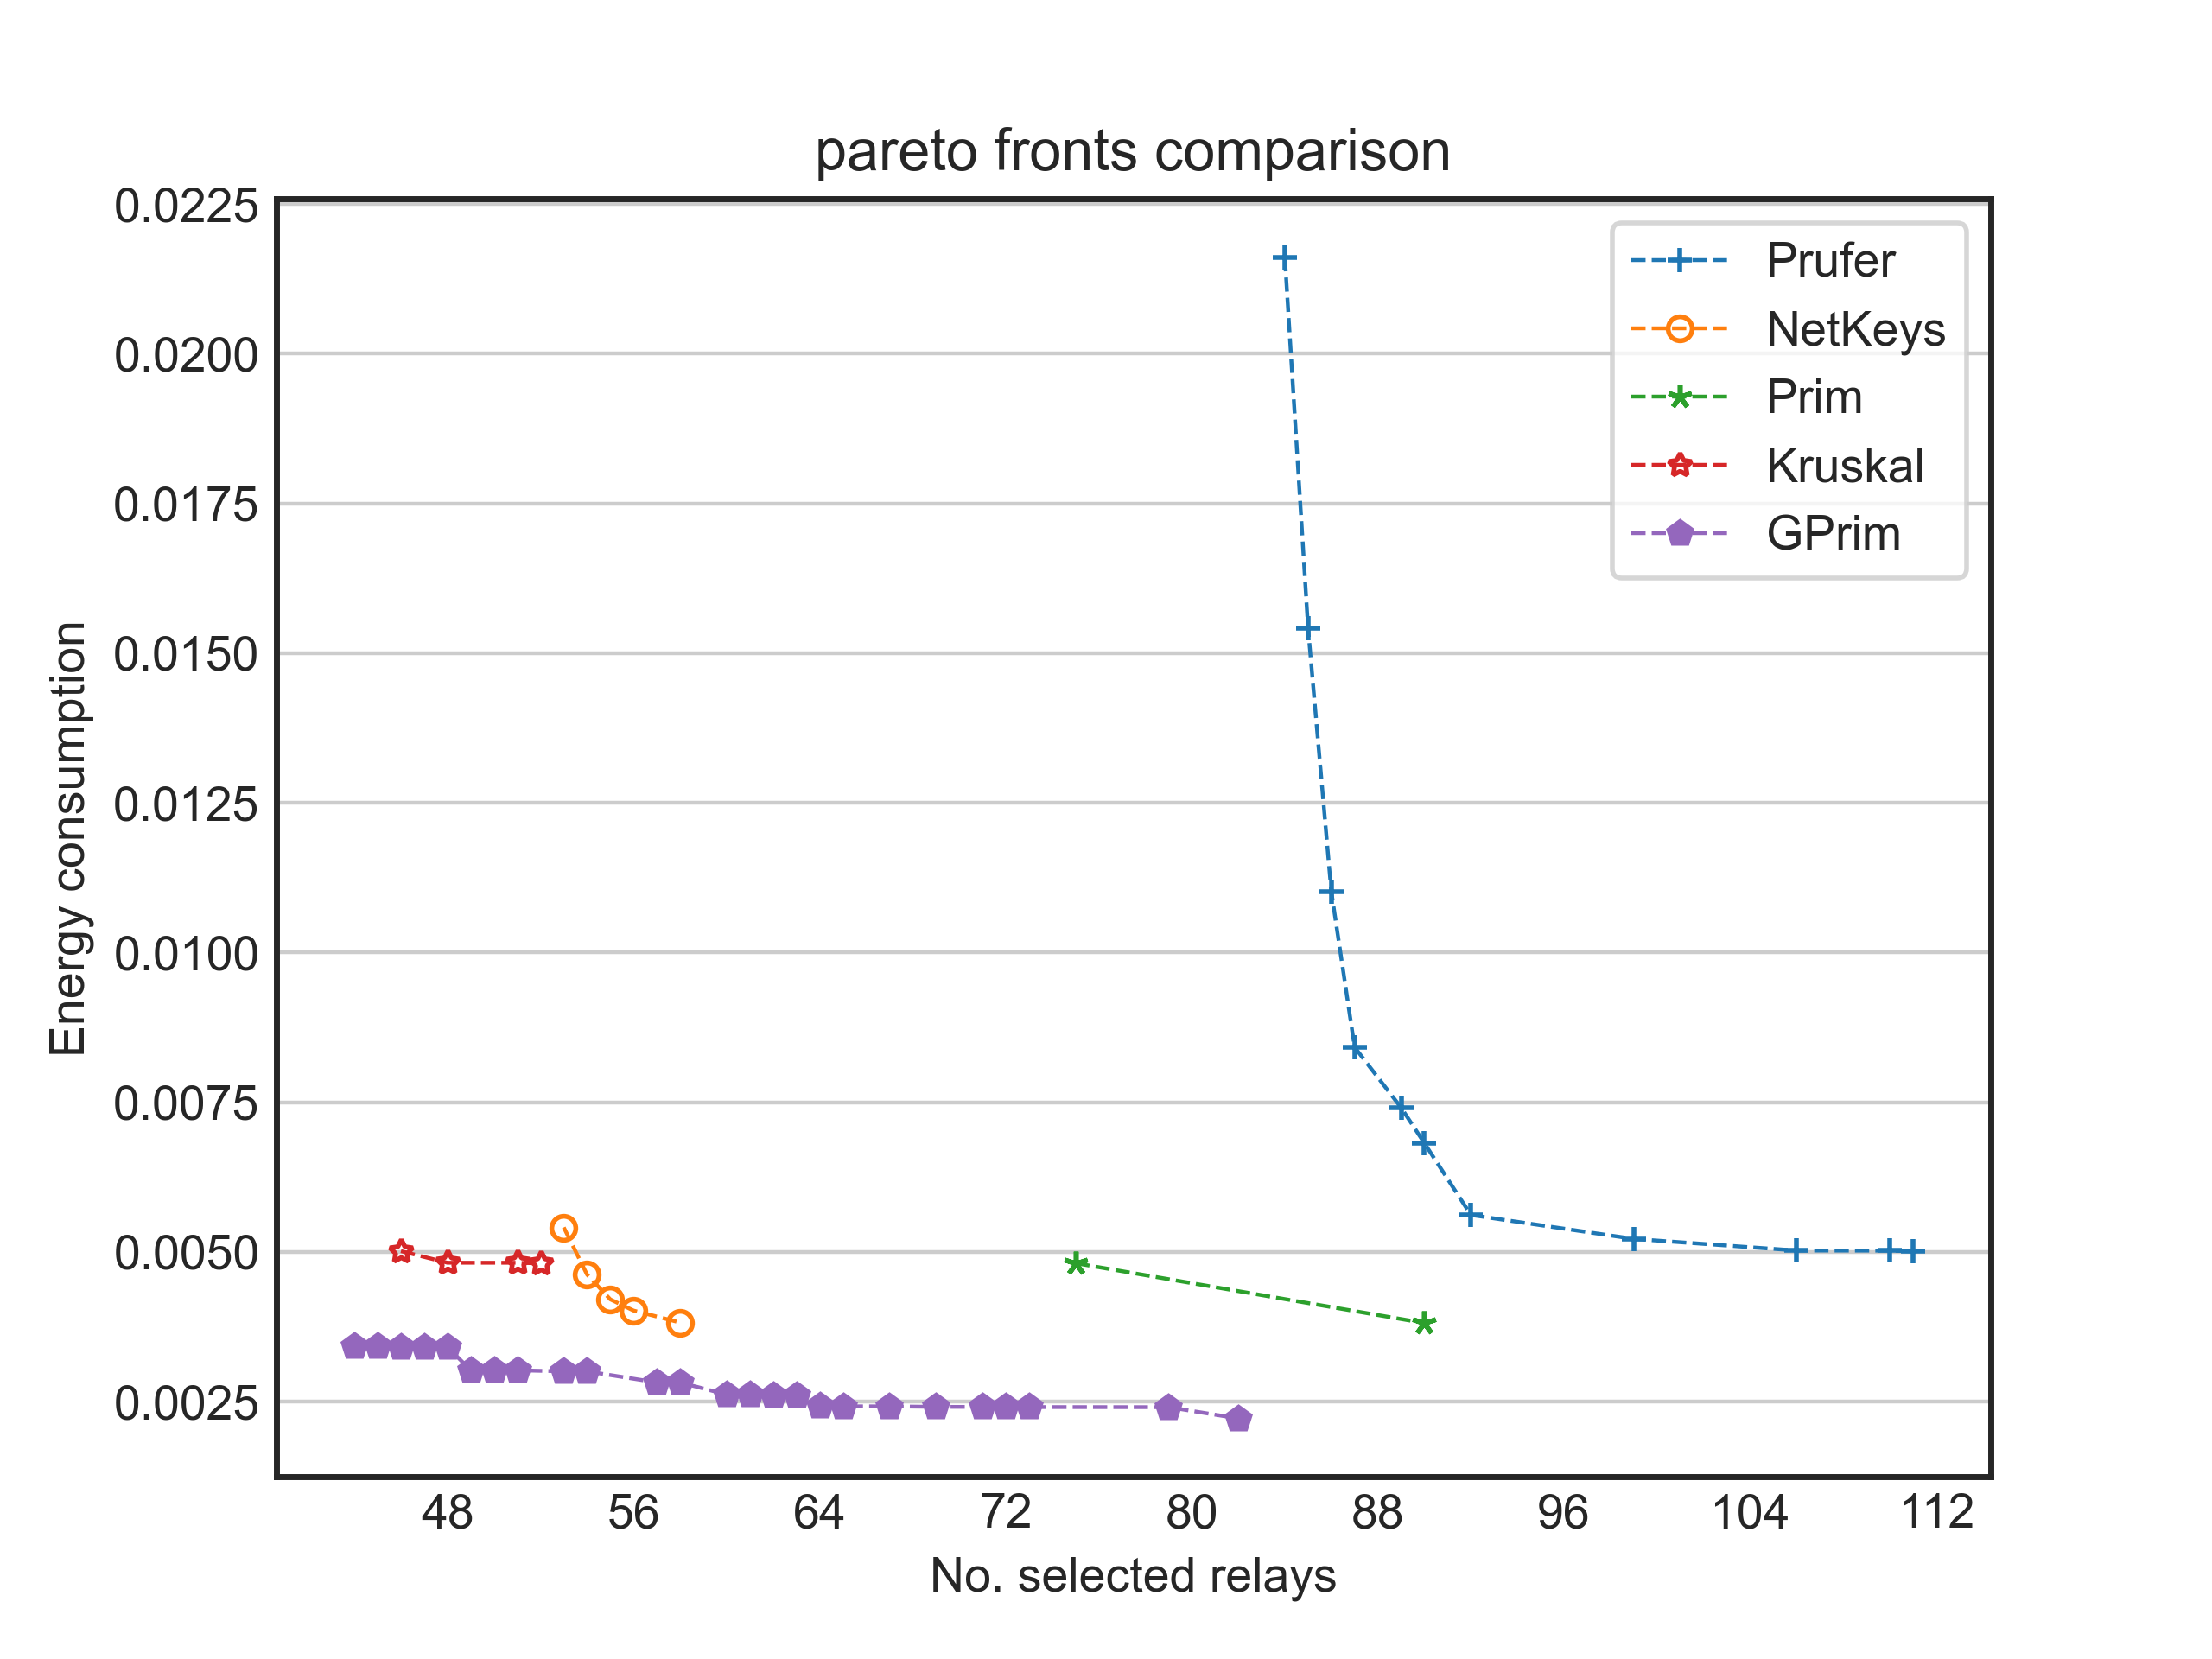 pareto fronts comparison
0.0225
0.0200
0.0175
0.0150
0.0125
0.0100
0.0075
0.0050
0.0025
Energy consumption
Prufer
NetKeys
Prim
Kruskal
GPrim
48 56 64 72 80 88 96 104 112
No. selected relays